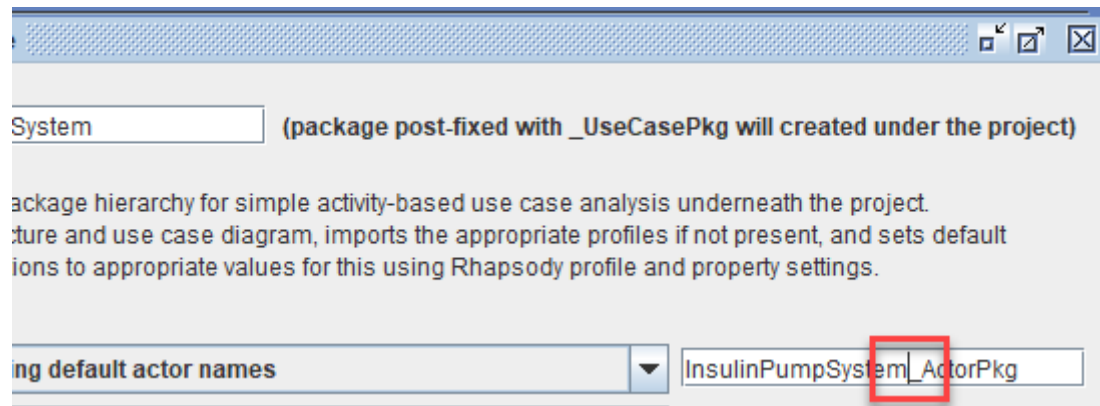 System (package post-fixed with _UseCasePkg will created under the project)
ackage hierarchy for simple activity-based use case analysis underneath the project.
cture and use case diagram, imports the appropriate profiles if not present, and sets default
ions to appropriate values for this using Rhapsody profile and property settings.
ing default actor names InsulinPumpSystem_ActorPkg